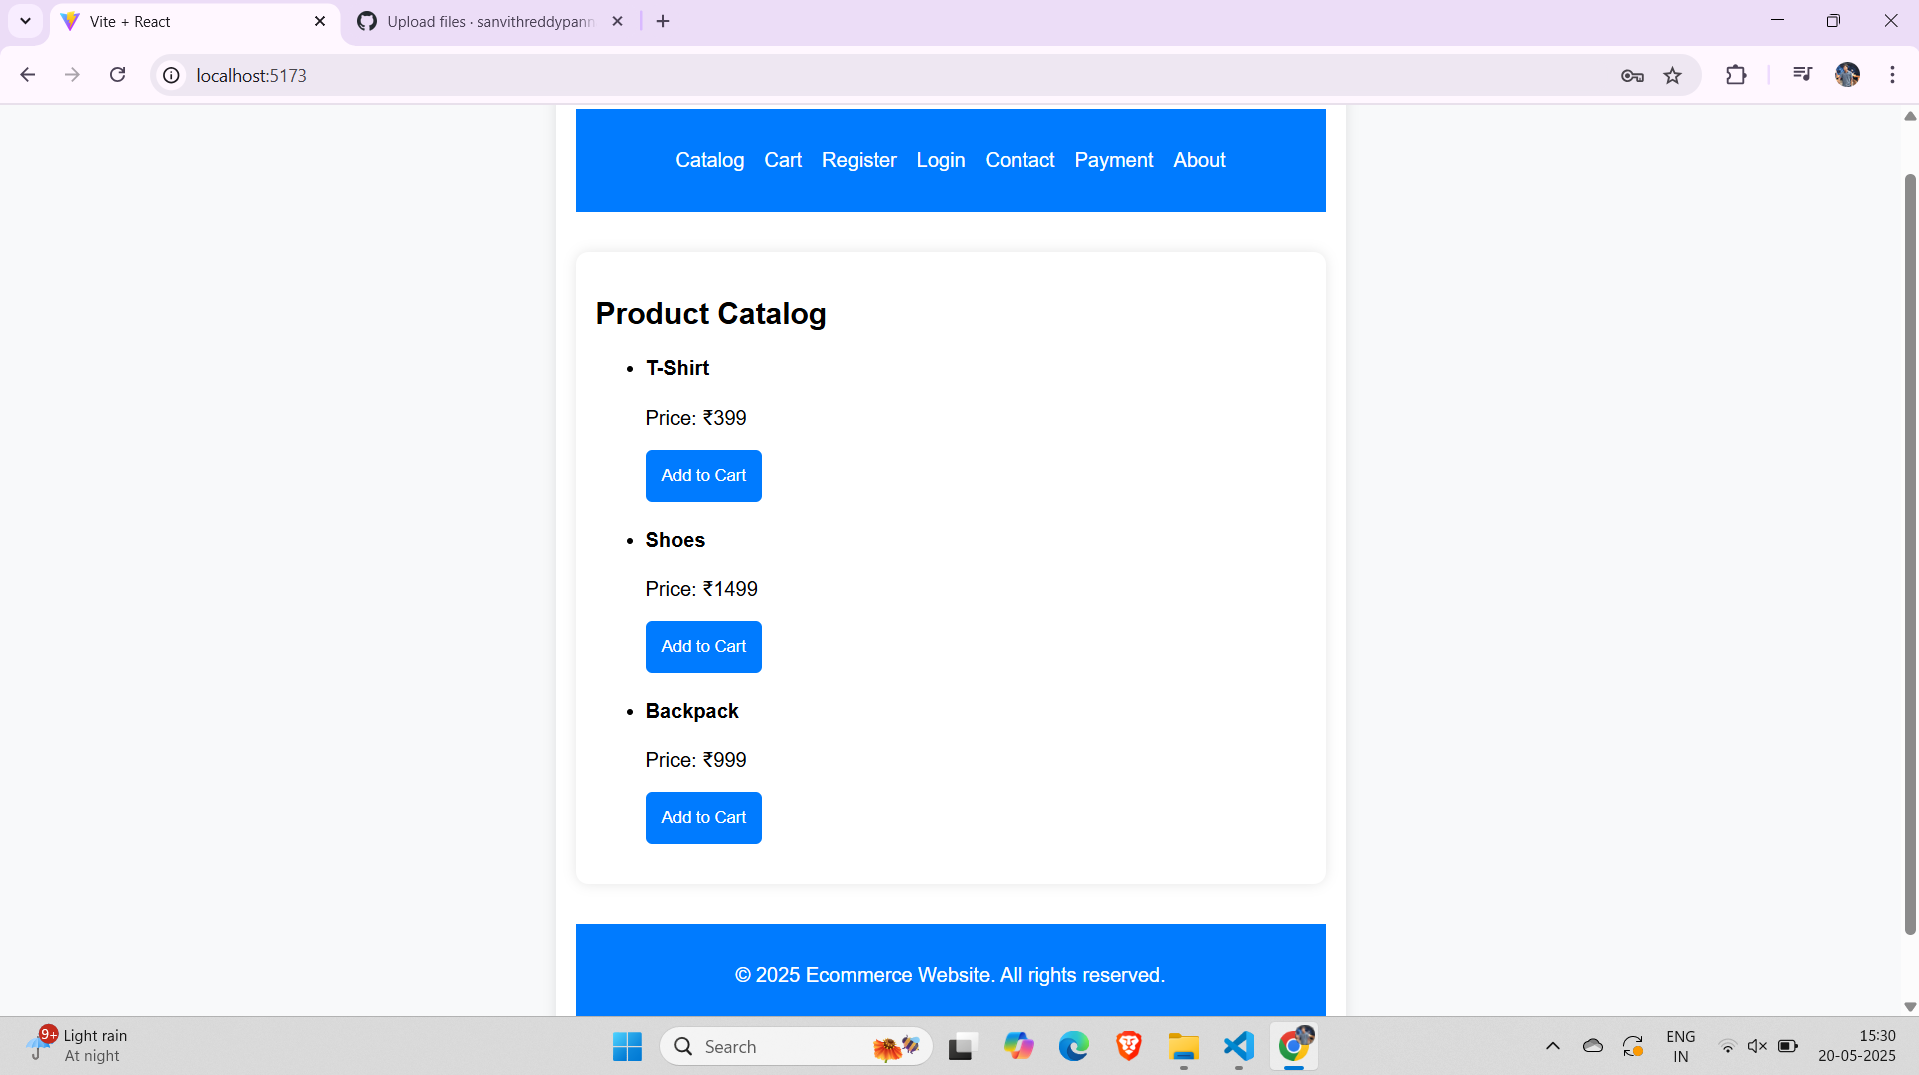 Vite + React
Upload files · sanvithreddypann
localhost:5173
Catalog Cart Register Login Contact Payment About
Product Catalog
T-Shirt
Price: ₹399
Add to Cart
Shoes
Price: ₹1499
Add to Cart
Backpack
Price: ₹999
Add to Cart
© 2025 Ecommerce Website. All rights reserved.
9+
Light rain
At night
Search
ENG
IN
15:30
20-05-2025